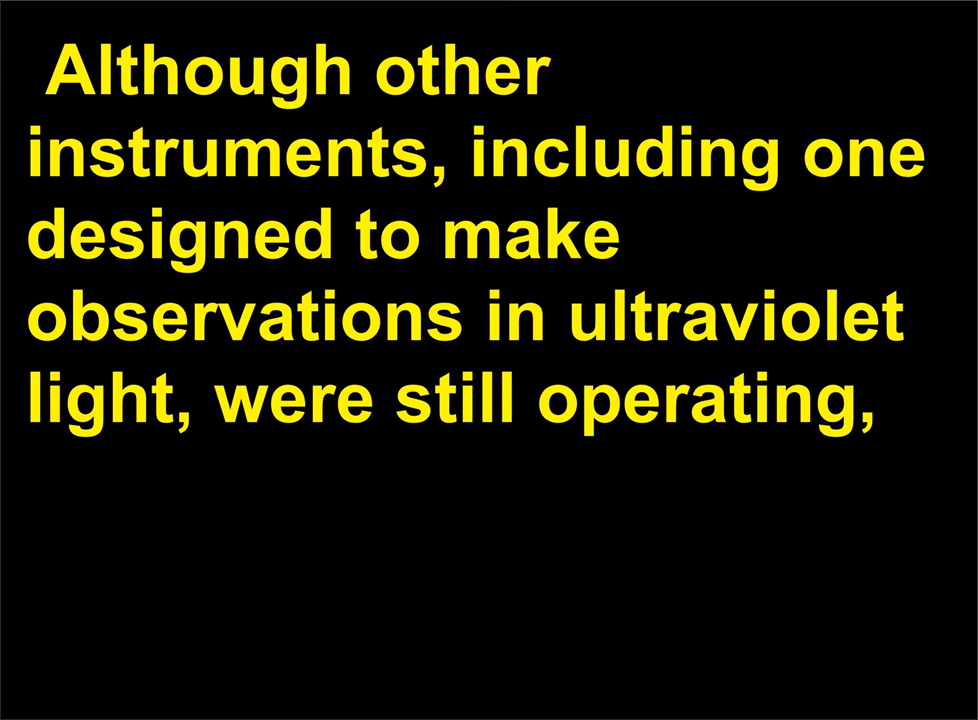 Although other
instruments, including one
designed to make
observations in ultraviolet
light, were still operating,